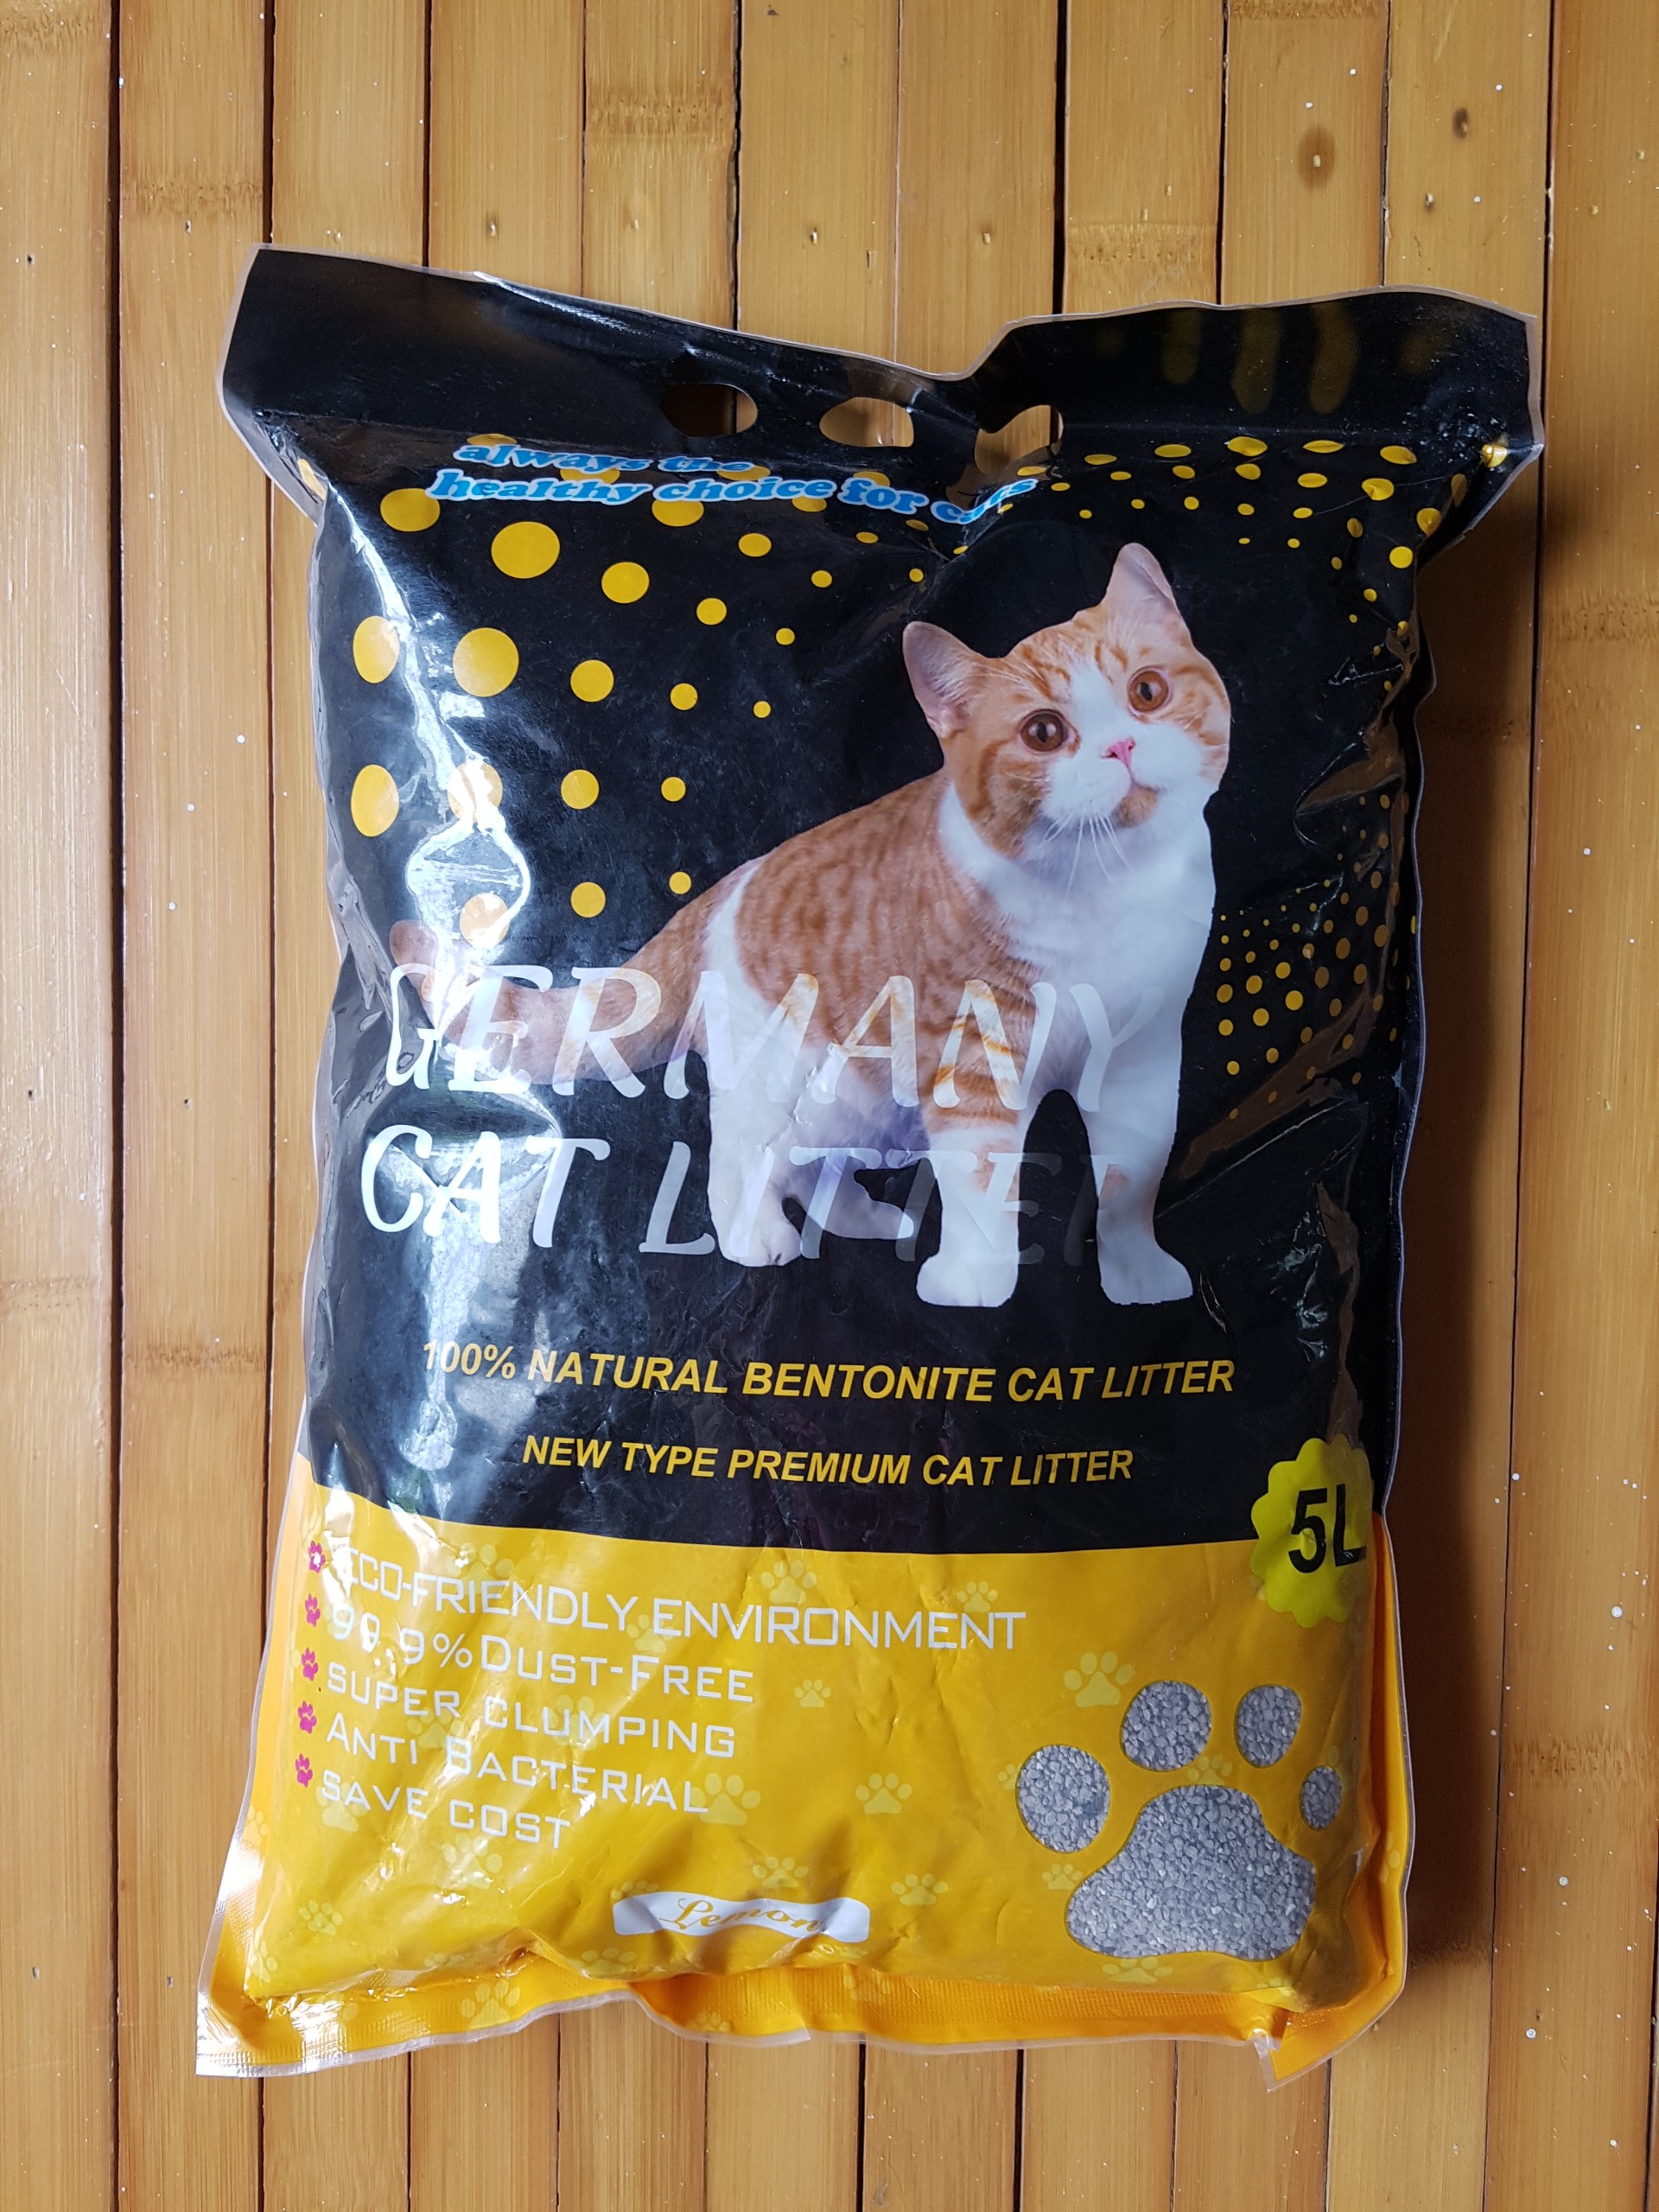 always the
healthy choice for cats
GERMANY
CAT LITTER
100% NATURAL BENTONITE CAT LITTER
NEW TYPE PREMIUM CAT LITTER
5L
ECO-FRIENDLY ENVIRONMENT
99.9% DUST-FREE
SUPER CLUMPING
ANTI BACTERIAL
SAVE COST
Lemon